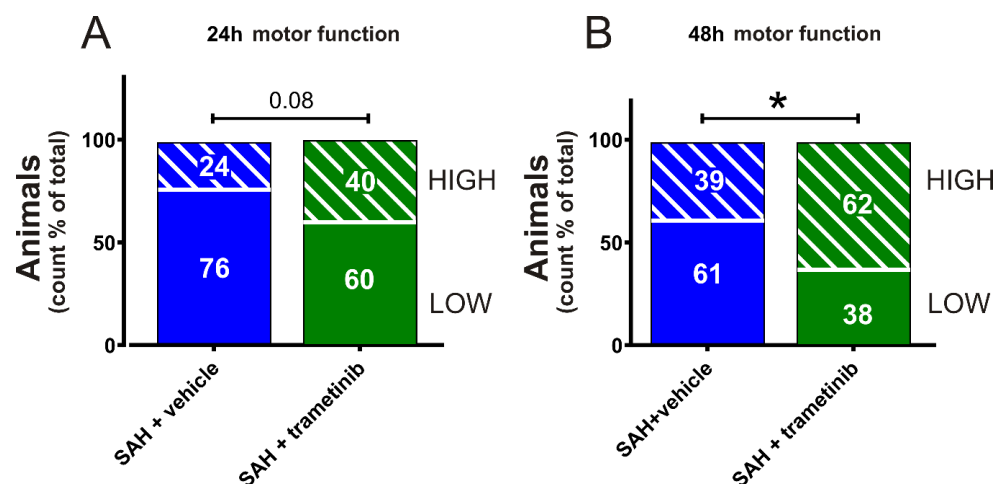 A
24h motor function
0.08
100
50
0
Animals
(count % of total)
24
76
40
60
HIGH
LOW
SAH + vehicle
SAH + trametinib
B
48h motor function
*
100
50
0
Animals
(count % of total)
39
61
62
38
HIGH
LOW
SAH+vehicle
SAH + trametinib